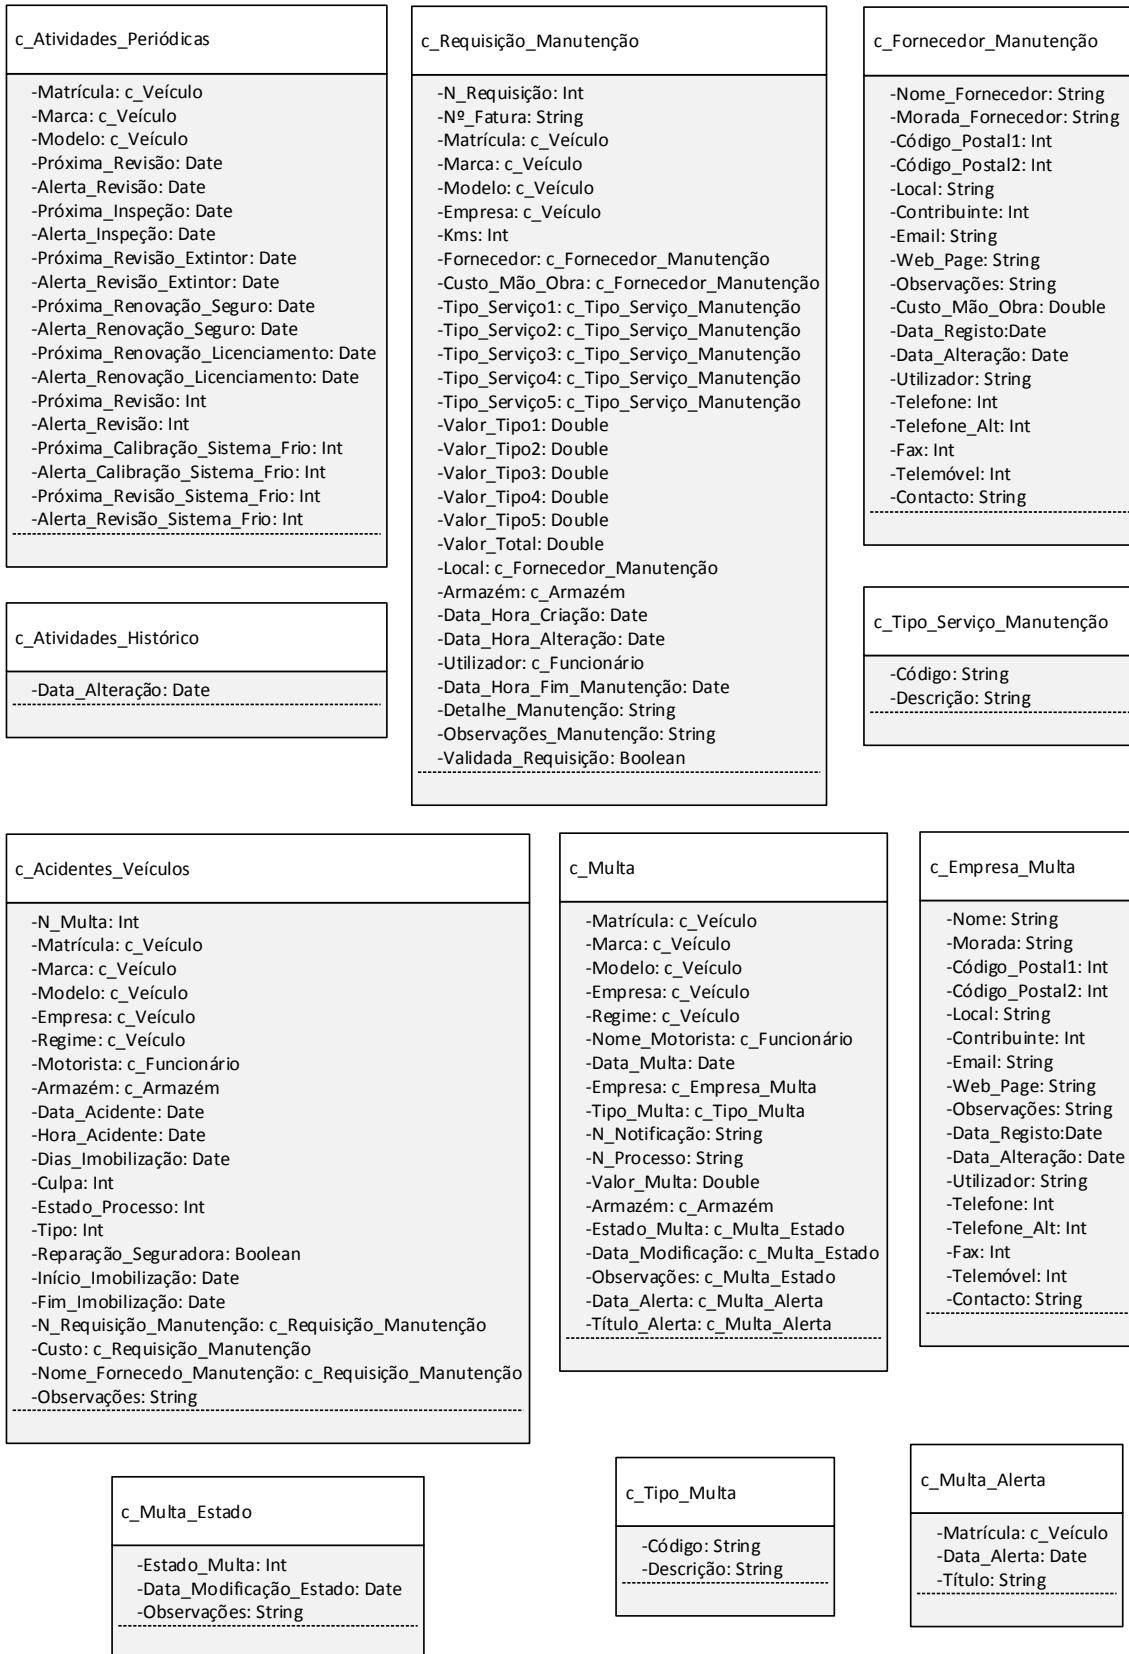 c_Atividades_Periódicas
-Matrícula: c_Veículo
-Marca: c_Veículo
-Modelo: c_Veículo
-Próxima_Revisão: Date
-Alerta_Revisão: Date
-Próxima_Inspeção: Date
-Alerta_Inspeção: Date
-Próxima_Revisão_Extintor: Date
-Alerta_Revisão_Extintor: Date
-Próxima_Renovação_Seguro: Date
-Alerta_Renovação_Seguro: Date
-Próxima_Renovação_Licenciamento: Date
-Alerta_Renovação_Licenciamento: Date
-Próxima_Revisão: Int
-Alerta_Revisão: Int
-Próxima_Calibração_Sistema_Frio: Int
-Alerta_Calibração_Sistema_Frio: Int
-Próxima_Revisão_Sistema_Frio: Int
-Alerta_Revisão_Sistema_Frio: Int
c_Requisição_Manutenção
-N_Requisição: Int
-Nº_Fatura: String
-Matrícula: c_Veículo
-Marca: c_Veículo
-Modelo: c_Veículo
-Empresa: c_Veículo
-Kms: Int
-Fornecedor: c_Fornecedor_Manutenção
-Custo_Mão_Obra: c_Fornecedor_Manutenção
-Tipo_Serviço1: c_Tipo_Serviço_Manutenção
-Tipo_Serviço2: c_Tipo_Serviço_Manutenção
-Tipo_Serviço3: c_Tipo_Serviço_Manutenção
-Tipo_Serviço4: c_Tipo_Serviço_Manutenção
-Tipo_Serviço5: c_Tipo_Serviço_Manutenção
-Valor_Tipo1: Double
-Valor_Tipo2: Double
-Valor_Tipo3: Double
-Valor_Tipo4: Double
-Valor_Tipo5: Double
-Valor_Total: Double
-Local: c_Fornecedor_Manutenção
-Armazém: c_Armazém
-Data_Hora_Criação: Date
-Data_Hora_Alteração: Date
-Utilizador: c_Funcionário
-Data_Hora_Fim_Manutenção: Date
-Detalhe_Manutenção: String
-Observações_Manutenção: String
-Validada_Requisição: Boolean
c_Fornecedor_Manutenção
-Nome_Fornecedor: String
-Morada_Fornecedor: String
-Código_Postal1: Int
-Código_Postal2: Int
-Local: String
-Contribuinte: Int
-Email: String
-Web_Page: String
-Observações: String
-Custo_Mão_Obra: Double
-Data_Registo:Date
-Data_Alteração: Date
-Utilizador: String
-Telefone: Int
-Telefone_Alt: Int
-Fax: Int
-Telemóvel: Int
-Contacto: String
c_Atividades_Histórico
-Data_Alteração: Date
c_Tipo_Serviço_Manutenção
-Código: String
-Descrição: String
c_Acidentes_Veículos
-N_Multa: Int
-Matrícula: c_Veículo
-Marca: c_Veículo
-Modelo: c_Veículo
-Empresa: c_Veículo
-Regime: c_Veículo
-Motorista: c_Funcionário
-Armazém: c_Armazém
-Data_Acidente: Date
-Hora_Acidente: Date
-Dias_Imobilização: Date
-Culpa: Int
-Estado_Processo: Int
-Tipo: Int
-Reparação_Seguradora: Boolean
-Início_Imobilização: Date
-Fim_Imobilização: Date
-N_Requisição_Manutenção: c_Requisição_Manutenção
-Custo: c_Requisição_Manutenção
-Nome_Fornecedo_Manutenção: c_Requisição_Manutenção
-Observações: String
c_Multa
-Matrícula: c_Veículo
-Marca: c_Veículo
-Modelo: c_Veículo
-Empresa: c_Veículo
-Regime: c_Veículo
-Nome_Motorista: c_Funcionário
-Data_Multa: Date
-Empresa: c_Empresa_Multa
-Tipo_Multa: c_Tipo_Multa
-N_Notificação: String
-N_Processo: String
-Valor_Multa: Double
-Armazém: c_Armazém
-Estado_Multa: c_Multa_Estado
-Data_Modificação: c_Multa_Estado
-Observações: c_Multa_Estado
-Data_Alerta: c_Multa_Alerta
-Título_Alerta: c_Multa_Alerta
c_Empresa_Multa
-Nome: String
-Morada: String
-Código_Postal1: Int
-Código_Postal2: Int
-Local: String
-Contribuinte: Int
-Email: String
-Web_Page: String
-Observações: String
-Data_Registo:Date
-Data_Alteração: Date
-Utilizador: String
-Telefone: Int
-Telefone_Alt: Int
-Fax: Int
-Telemóvel: Int
-Contacto: String
c_Multa_Estado
-Estado_Multa: Int
-Data_Modificação_Estado: Date
-Observações: String
c_Tipo_Multa
-Código: String
-Descrição: String
c_Multa_Alerta
-Matrícula: c_Veículo
-Data_Alerta: Date
-Título: String